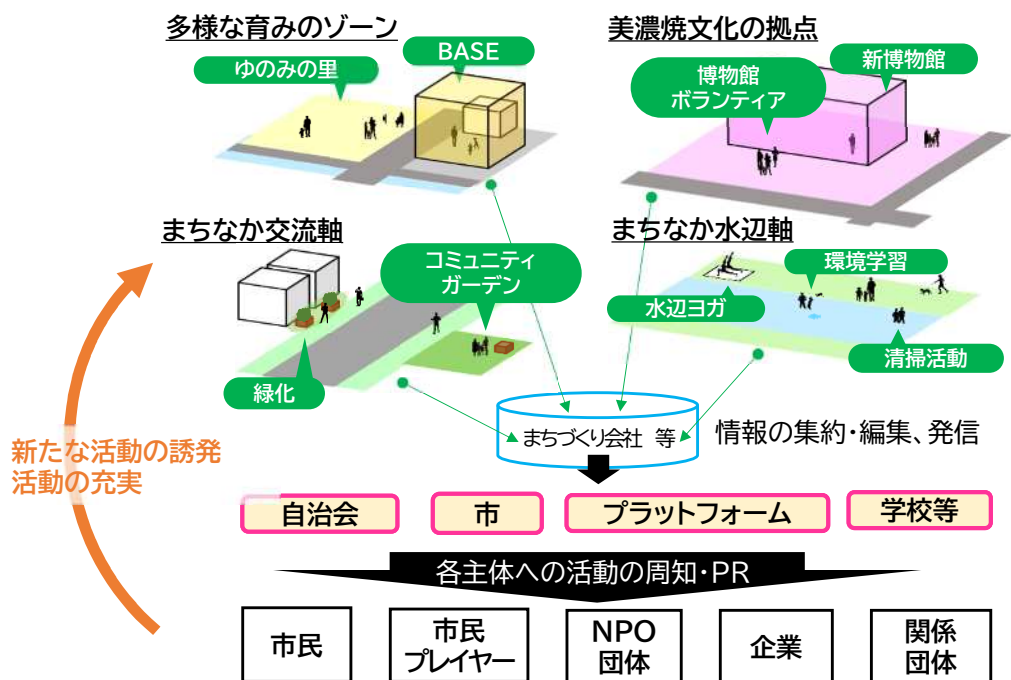 多様な育みのゾーン
ゆのみの里
BASE
美濃焼文化の拠点
博物館
ボランティア
新博物館
まちなか交流軸
コミュニティ
ガーデン
緑化
まちなか水辺軸
環境学習
水辺ヨガ
清掃活動
まちづくり会社 等
情報の集約・編集、発信
新たな活動の誘発
活動の充実
自治会
市
プラットフォーム
学校等
各主体への活動の周知・PR
市民
市民
プレイヤー
NPO
団体
企業
関係
団体